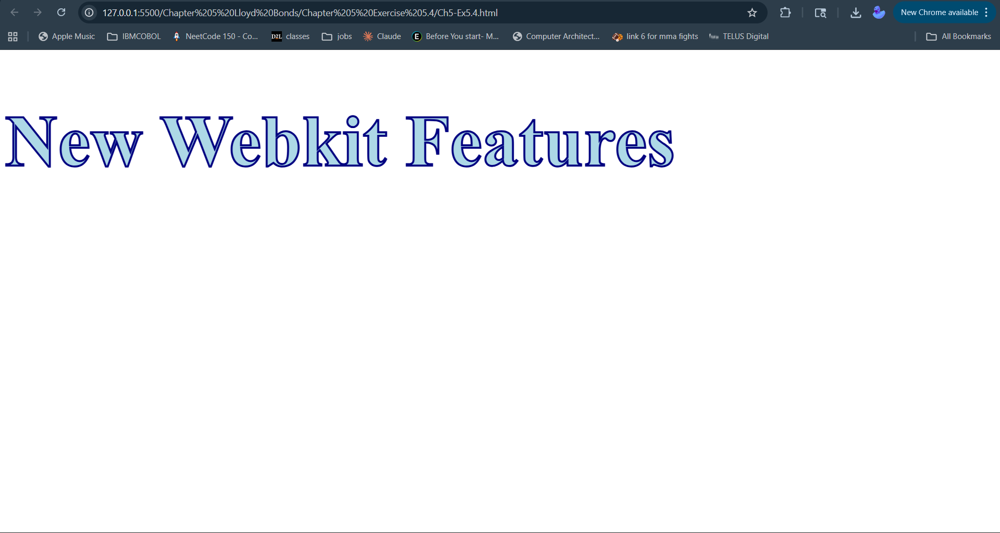 127.0.0.1:5500/Chapter%205%20Lloyd%20Bonds/Chapter%205%20Exercise%205.4/Ch5-Ex5.4.html
New Chrome available
Apple Music IBMCOBOL NeetCode 150 - Co... D2L classes jobs Claude E Before You start- M... Computer Architect... link 6 for mma fights TELUS Digital All Bookmarks
New Webkit Features